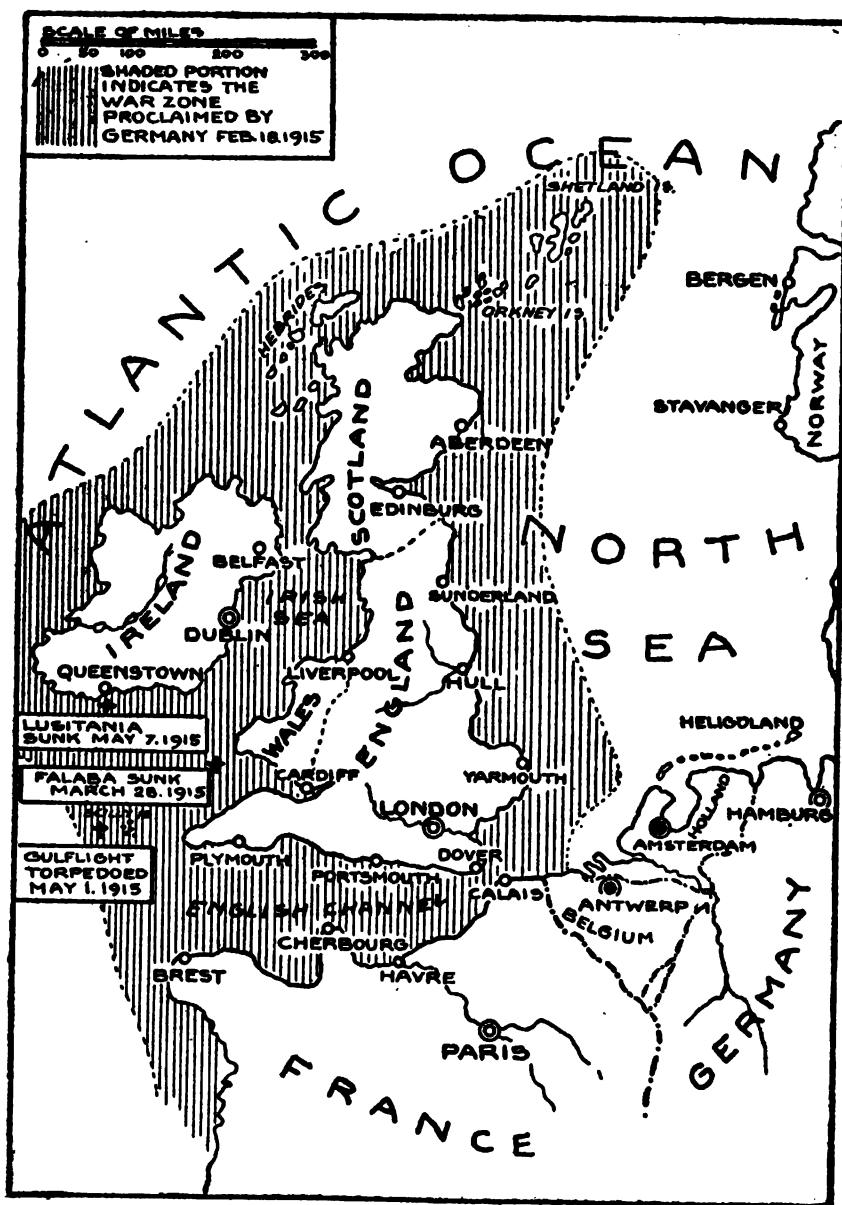 SCALE OF MILES
0 50 100 200 300
SHADED PORTION
INDICATES THE
WAR ZONE
PROCLAIMED BY
GERMANY FEB. 18. 1915
ATLANTIC OCEAN
SHETLAND IS.
ORKNEY IS
HEBRIDES
BERGEN
STAVANGER
NORWAY
SCOTLAND
ABERDEEN
EDINBURG
NORTH
SEA
IRELAND
BELFAST
IRISH
SEA
DUBLIN
SUNDERLAND
ENGLAND
QUEENSTOWN
LIVERPOOL
HULL
WALES
LUSITANIA
SUNK MAY 7. 1915
HELIGOLAND
FALABA SUNK
MARCH 28. 1915
CARDIFF
YARMOUTH
LONDON
HOLLAND
HAMBURG
AMSTERDAM
GULFLIGHT
TORPEDOED
MAY 1. 1915
PLYMOUTH
PORTSMOUTH
DOVER
CALAIS
ANTWERP
ENGLISH CHANNEL
BELGIUM
CHERBOURG
BREST
HAVRE
GERMANY
PARIS
FRANCE